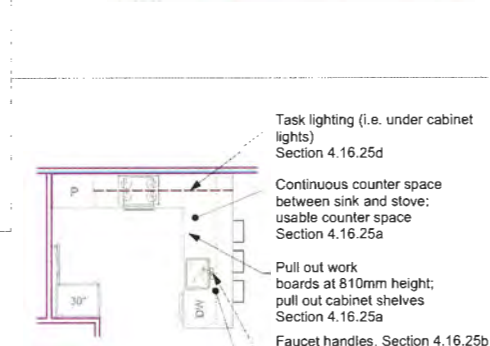 Task lighting (i.e. under cabinet
lights)
Section 4.16.25d
Continuous counter space
between sink and stove;
usable counter space
Section 4.16.25a
Pull out work
boards at 810mm height;
pull out cabinet shelves
Section 4.16.25a
Faucet handles, Section 4.16.25b
P
30"
DW